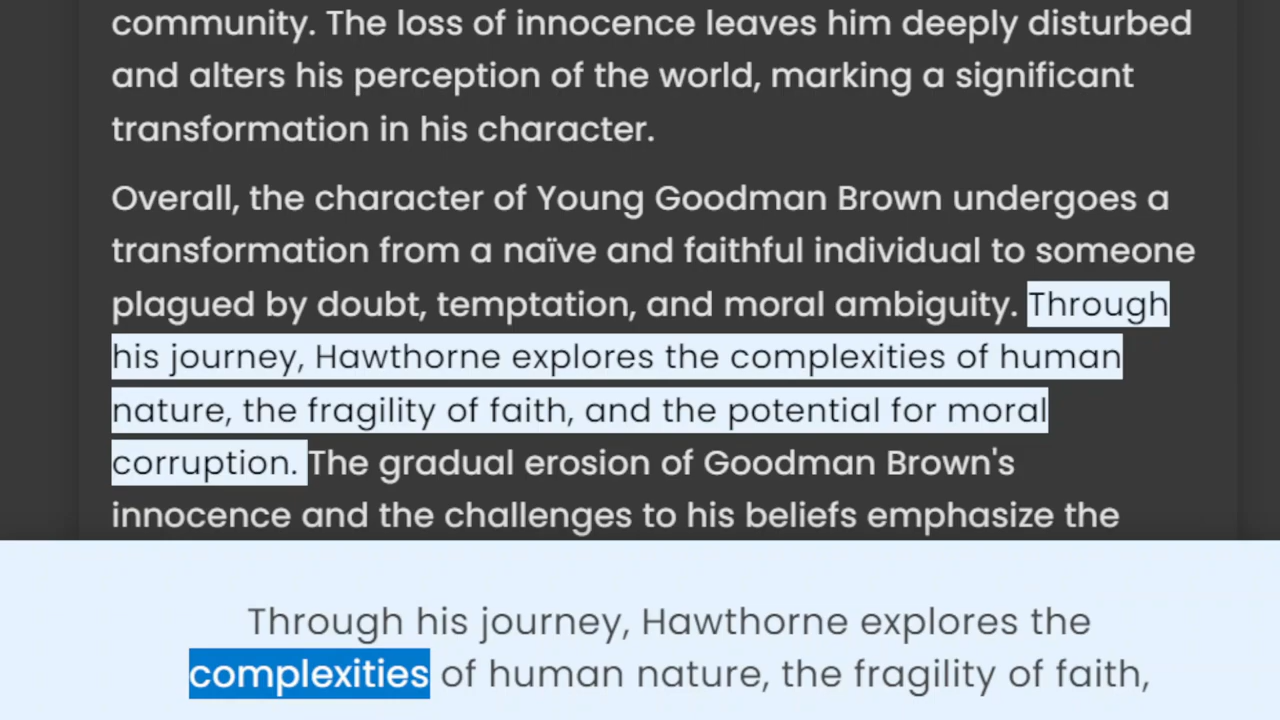 community. The loss of innocence leaves him deeply disturbed
and alters his perception of the world, marking a significant
transformation in his character.
Overall, the character of Young Goodman Brown undergoes a
transformation from a naïve and faithful individual to someone
plagued by doubt, temptation, and moral ambiguity. Through
his journey, Hawthorne explores the complexities of human
nature, the fragility of faith, and the potential for moral
corruption. The gradual erosion of Goodman Brown's
innocence and the challenges to his beliefs emphasize the
Through his journey, Hawthorne explores the
complexities of human nature, the fragility of faith,